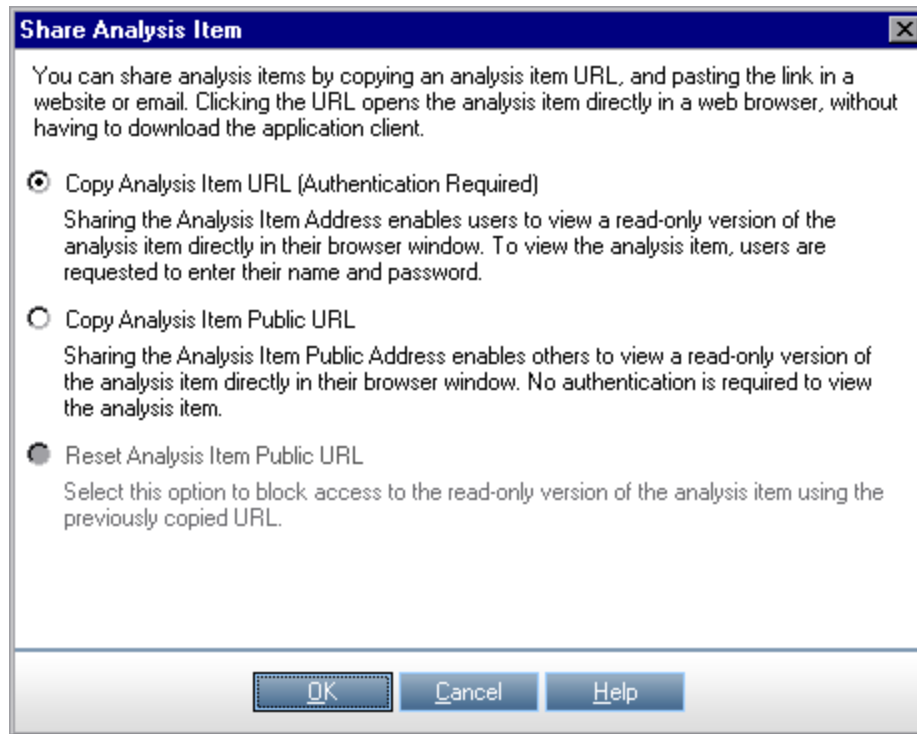 Share Analysis Item
You can share analysis items by copying an analysis item URL, and pasting the link in a
website or email. Clicking the URL opens the analysis item directly in a web browser, without
having to download the application client.
Copy Analysis Item URL (Authentication Required)
Sharing the Analysis Item Address enables users to view a read-only version of the
analysis item directly in their browser window. To view the analysis item, users are
requested to enter their name and password.
Copy Analysis Item Public URL
Sharing the Analysis Item Public Address enables others to view a read-only version of
the analysis item directly in their browser window. No authentication is required to view
the analysis item.
Reset Analysis Item Public URL
Select this option to block access to the read-only version of the analysis item using the
previously copied URL.
OK Cancel Help